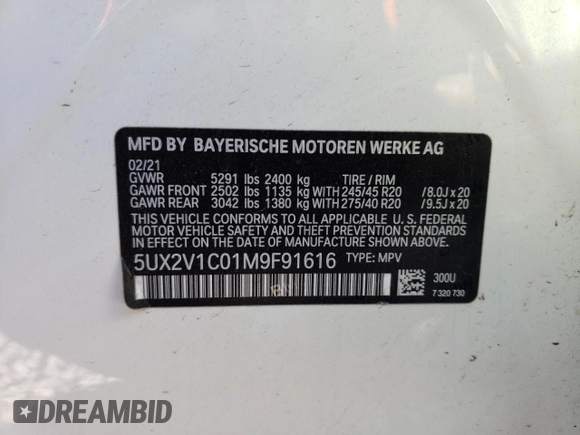 MFD BY BAYERISCHE MOTOREN WERKE AG
02/21
GVWR 5291 lbs 2400 kg TIRE / RIM
GAWR FRONT 2502 lbs 1135 kg WITH 245/45 R20 /8.0J x 20
GAWR REAR 3042 lbs 1380 kg WITH 275/40 R20 /9.5J x 20
THIS VEHICLE CONFORMS TO ALL APPLICABLE U. S. FEDERAL
MOTOR VEHICLE SAFETY, BUMPER, AND THEFT PREVENTION
STANDARDS IN EFFECT ON THE DATE OF MANUFACTURE SHOWN ABOVE.
5UX2V1C01M9F91616 TYPE: MPV
300U
7 320 730
DREAMBID